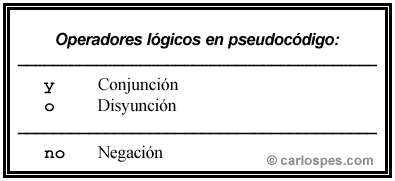 Operadores lógicos en pseudocódigo:
y Conjunción
o Disyunción
no Negación
© carlospes.com